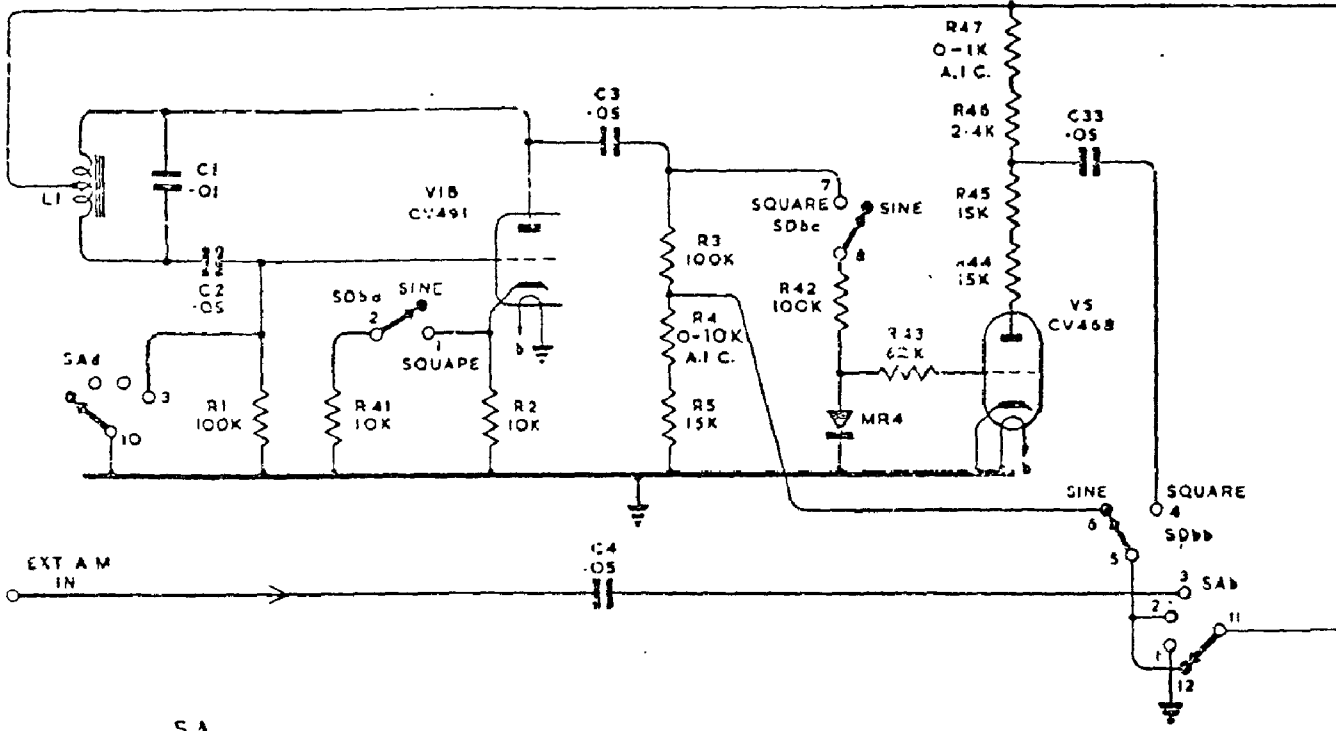 R47
0-1K
A.I.C.
R46
2·4K
C3
·05
C33
·05
C1
·01
L1
V1B
CV491
7
SQUARE
SDbc
SINE
8
R45
15K
R3
100K
R44
15K
C2
·05
SDbd
SINE
2
1
SQUARE
R42
100K
V5
CV468
R4
0-10K
A.I.C.
R43
62K
b
SAd
3
10
R1
100K
R41
10K
R2
10K
R5
15K
MR4
b
SINE
6
SQUARE
4
SDbb
5
EXT A M
IN
C4
·05
3
SAb
2
11
1
12
SA